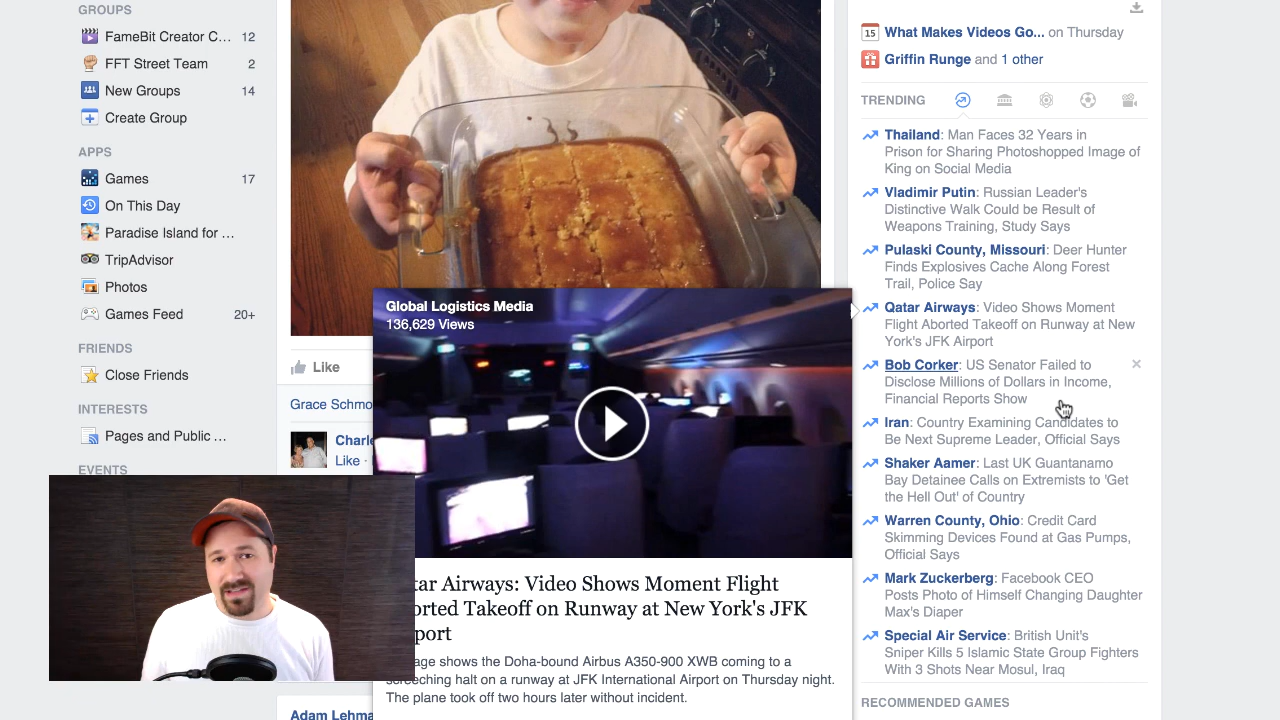 GROUPS
FameBit Creator C... 12
FFT Street Team 2
New Groups 14
Create Group
APPS
Games 17
On This Day
Paradise Island for ...
TripAdvisor
Photos
Games Feed 20+
FRIENDS
Close Friends
INTERESTS
Pages and Public ...
EVENTS
Like
Grace Schmo
Charle
Like ·
Adam Lehma
Global Logistics Media
136,629 Views
tar Airways: Video Shows Moment Flight
orted Takeoff on Runway at New York's JFK
port
age shows the Doha-bound Airbus A350-900 XWB coming to a
screeching halt on a runway at JFK International Airport on Thursday night.
The plane took off two hours later without incident.
15 What Makes Videos Go... on Thursday
Griffin Runge and 1 other
TRENDING
Thailand: Man Faces 32 Years in
Prison for Sharing Photoshopped Image of
King on Social Media
Vladimir Putin: Russian Leader's
Distinctive Walk Could be Result of
Weapons Training, Study Says
Pulaski County, Missouri: Deer Hunter
Finds Explosives Cache Along Forest
Trail, Police Say
Qatar Airways: Video Shows Moment
Flight Aborted Takeoff on Runway at New
York's JFK Airport
Bob Corker: US Senator Failed to
Disclose Millions of Dollars in Income,
Financial Reports Show
Iran: Country Examining Candidates to
Be Next Supreme Leader, Official Says
Shaker Aamer: Last UK Guantanamo
Bay Detainee Calls on Extremists to 'Get
the Hell Out' of Country
Warren County, Ohio: Credit Card
Skimming Devices Found at Gas Pumps,
Official Says
Mark Zuckerberg: Facebook CEO
Posts Photo of Himself Changing Daughter
Max's Diaper
Special Air Service: British Unit's
Sniper Kills 5 Islamic State Group Fighters
With 3 Shots Near Mosul, Iraq
RECOMMENDED GAMES